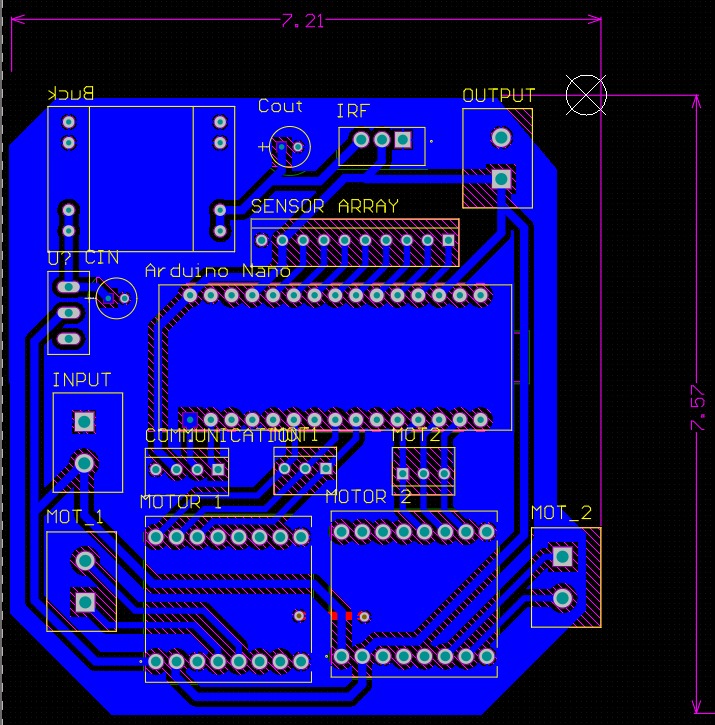 7.21
Buck
OUTPUT
Cout
IRF
SENSOR ARRAY
U? CIN
Arduino Nano
7.57
INPUT
COMMUNICATION
MOT2
MOTOR 1
MOTOR 2
MOT_1
MOT_2